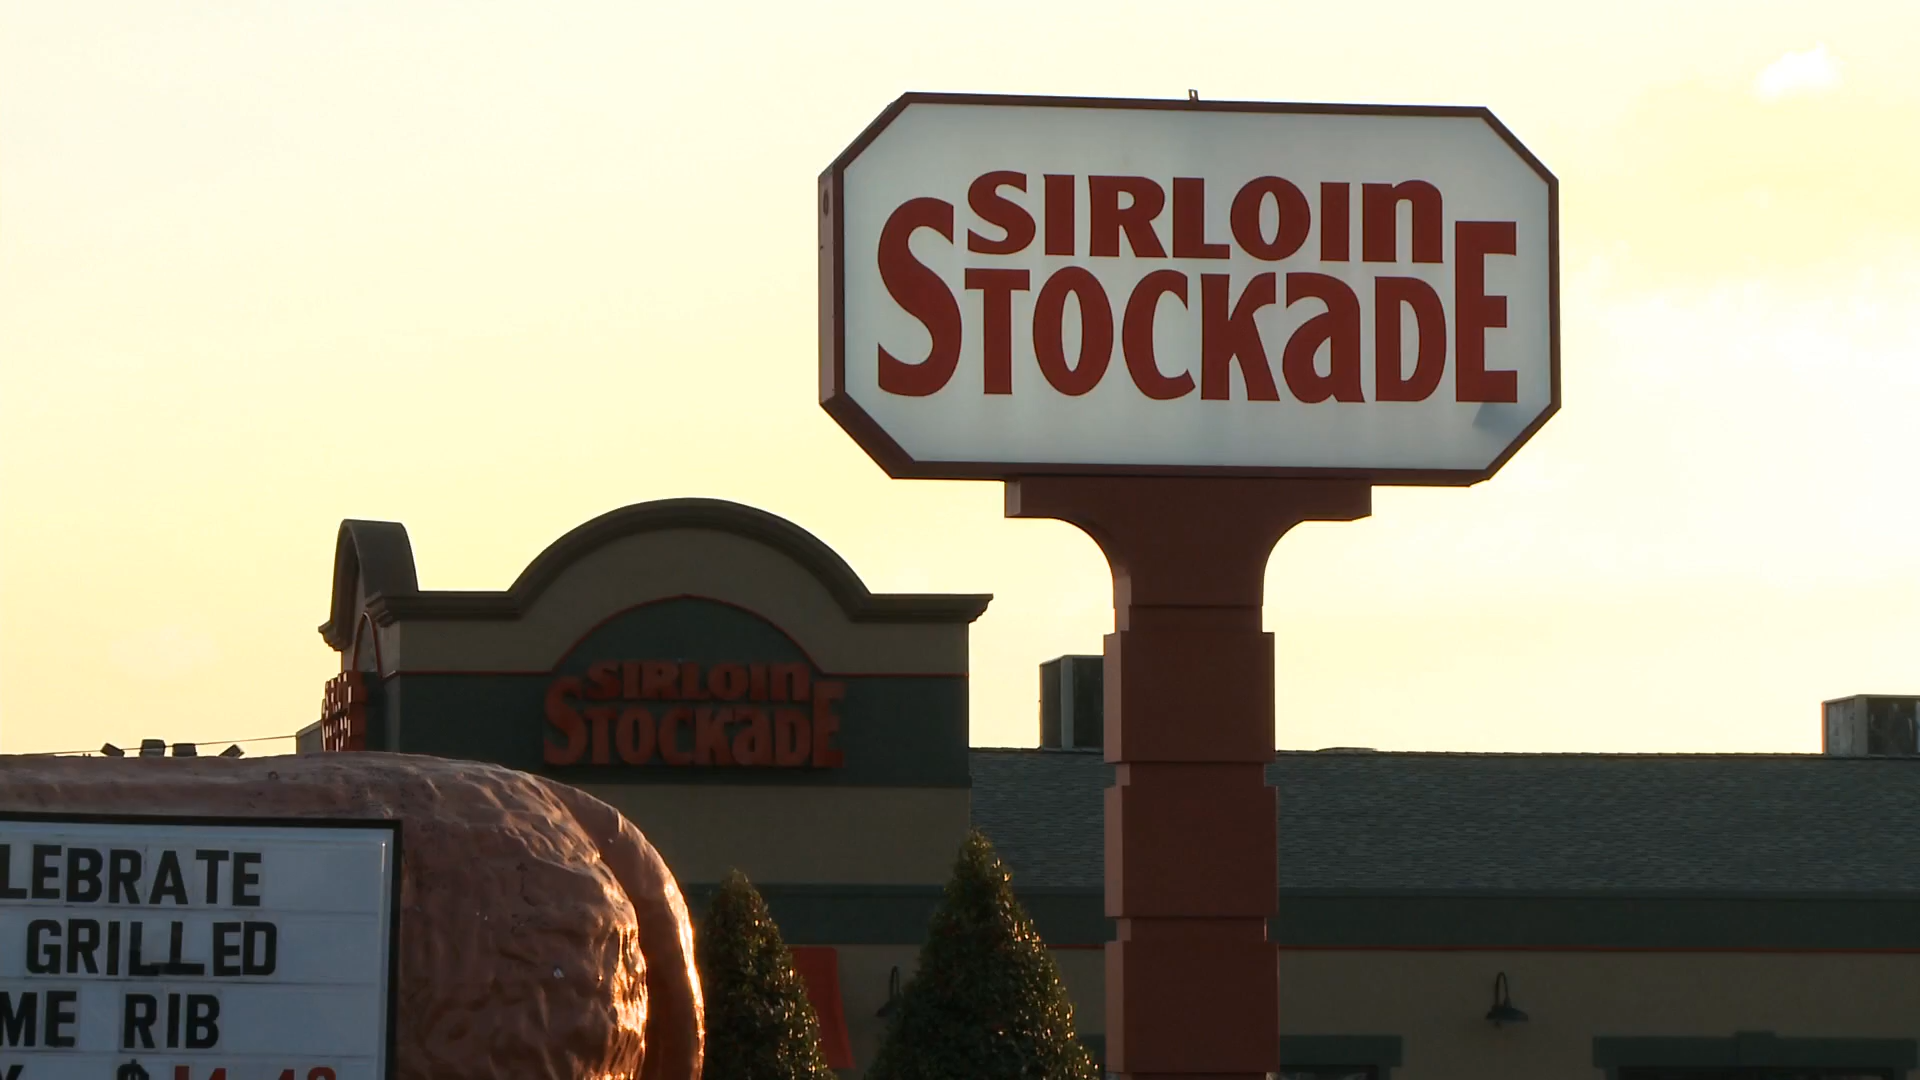 SIRLOIN
STOCKADE
SIRLOIN
STOCKADE
LEBRATE
GRILLED
ME RIB